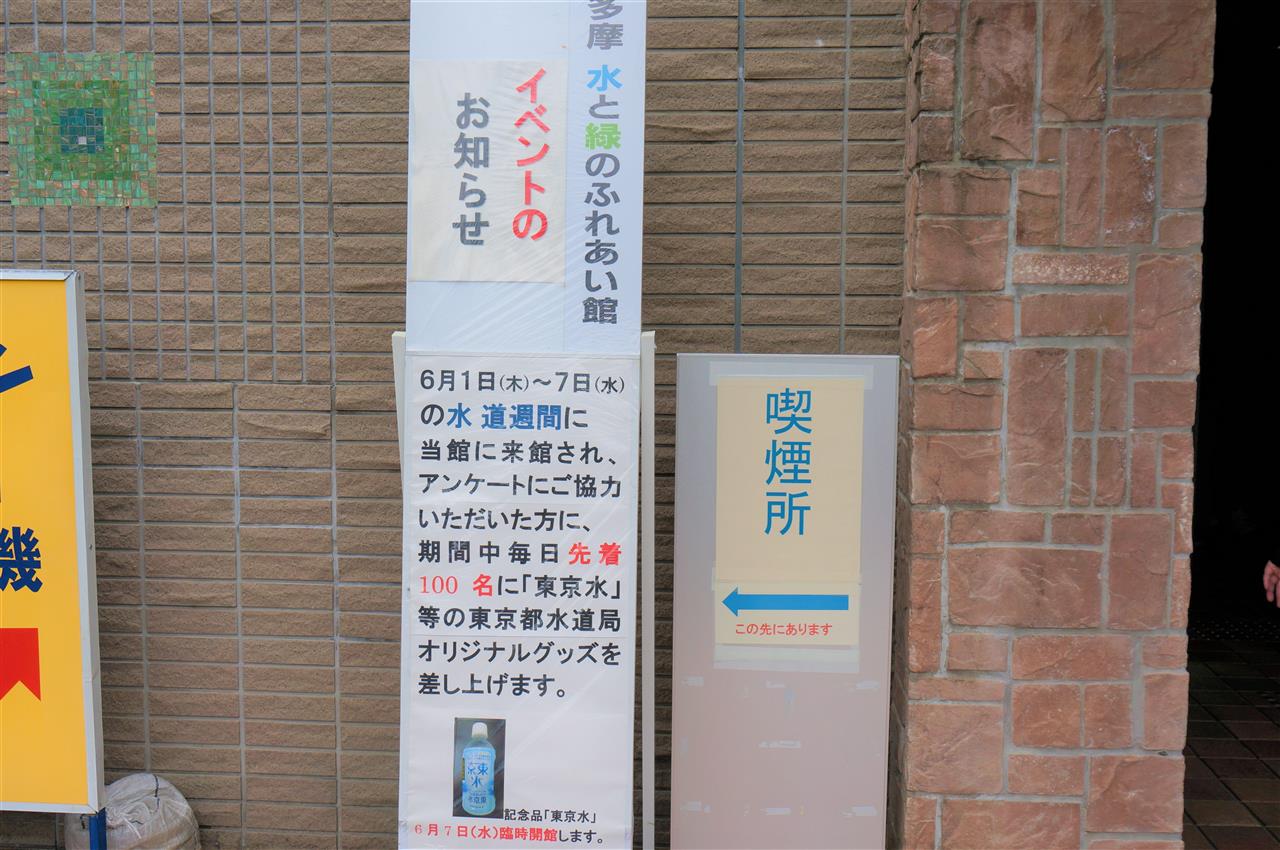 多摩 水と緑のふれあい館
イベントの
お知らせ
6月1日(木)～7日(水)
の水 道週間に
当館に来館され、
アンケートにご協力
いただいた方に、
期間中毎日先着
100 名に「東京水」
等の東京都水道局
オリジナルグッズを
差し上げます。
東京水
記念品「東京水」
6月7日(水)臨時開館します。
喫煙所
この先にあります
機